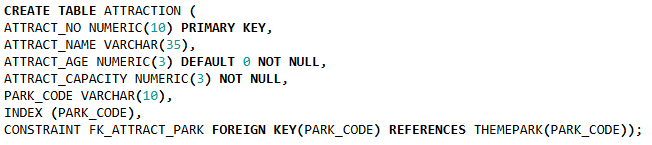 CREATE TABLE ATTRACTION (
ATTRACT_NO NUMERIC(10) PRIMARY KEY,
ATTRACT_NAME VARCHAR(35),
ATTRACT_AGE NUMERIC(3) DEFAULT 0 NOT NULL,
ATTRACT_CAPACITY NUMERIC(3) NOT NULL,
PARK_CODE VARCHAR(10),
INDEX (PARK_CODE),
CONSTRAINT FK_ATTRACT_PARK FOREIGN KEY(PARK_CODE) REFERENCES THEMEPARK(PARK_CODE));